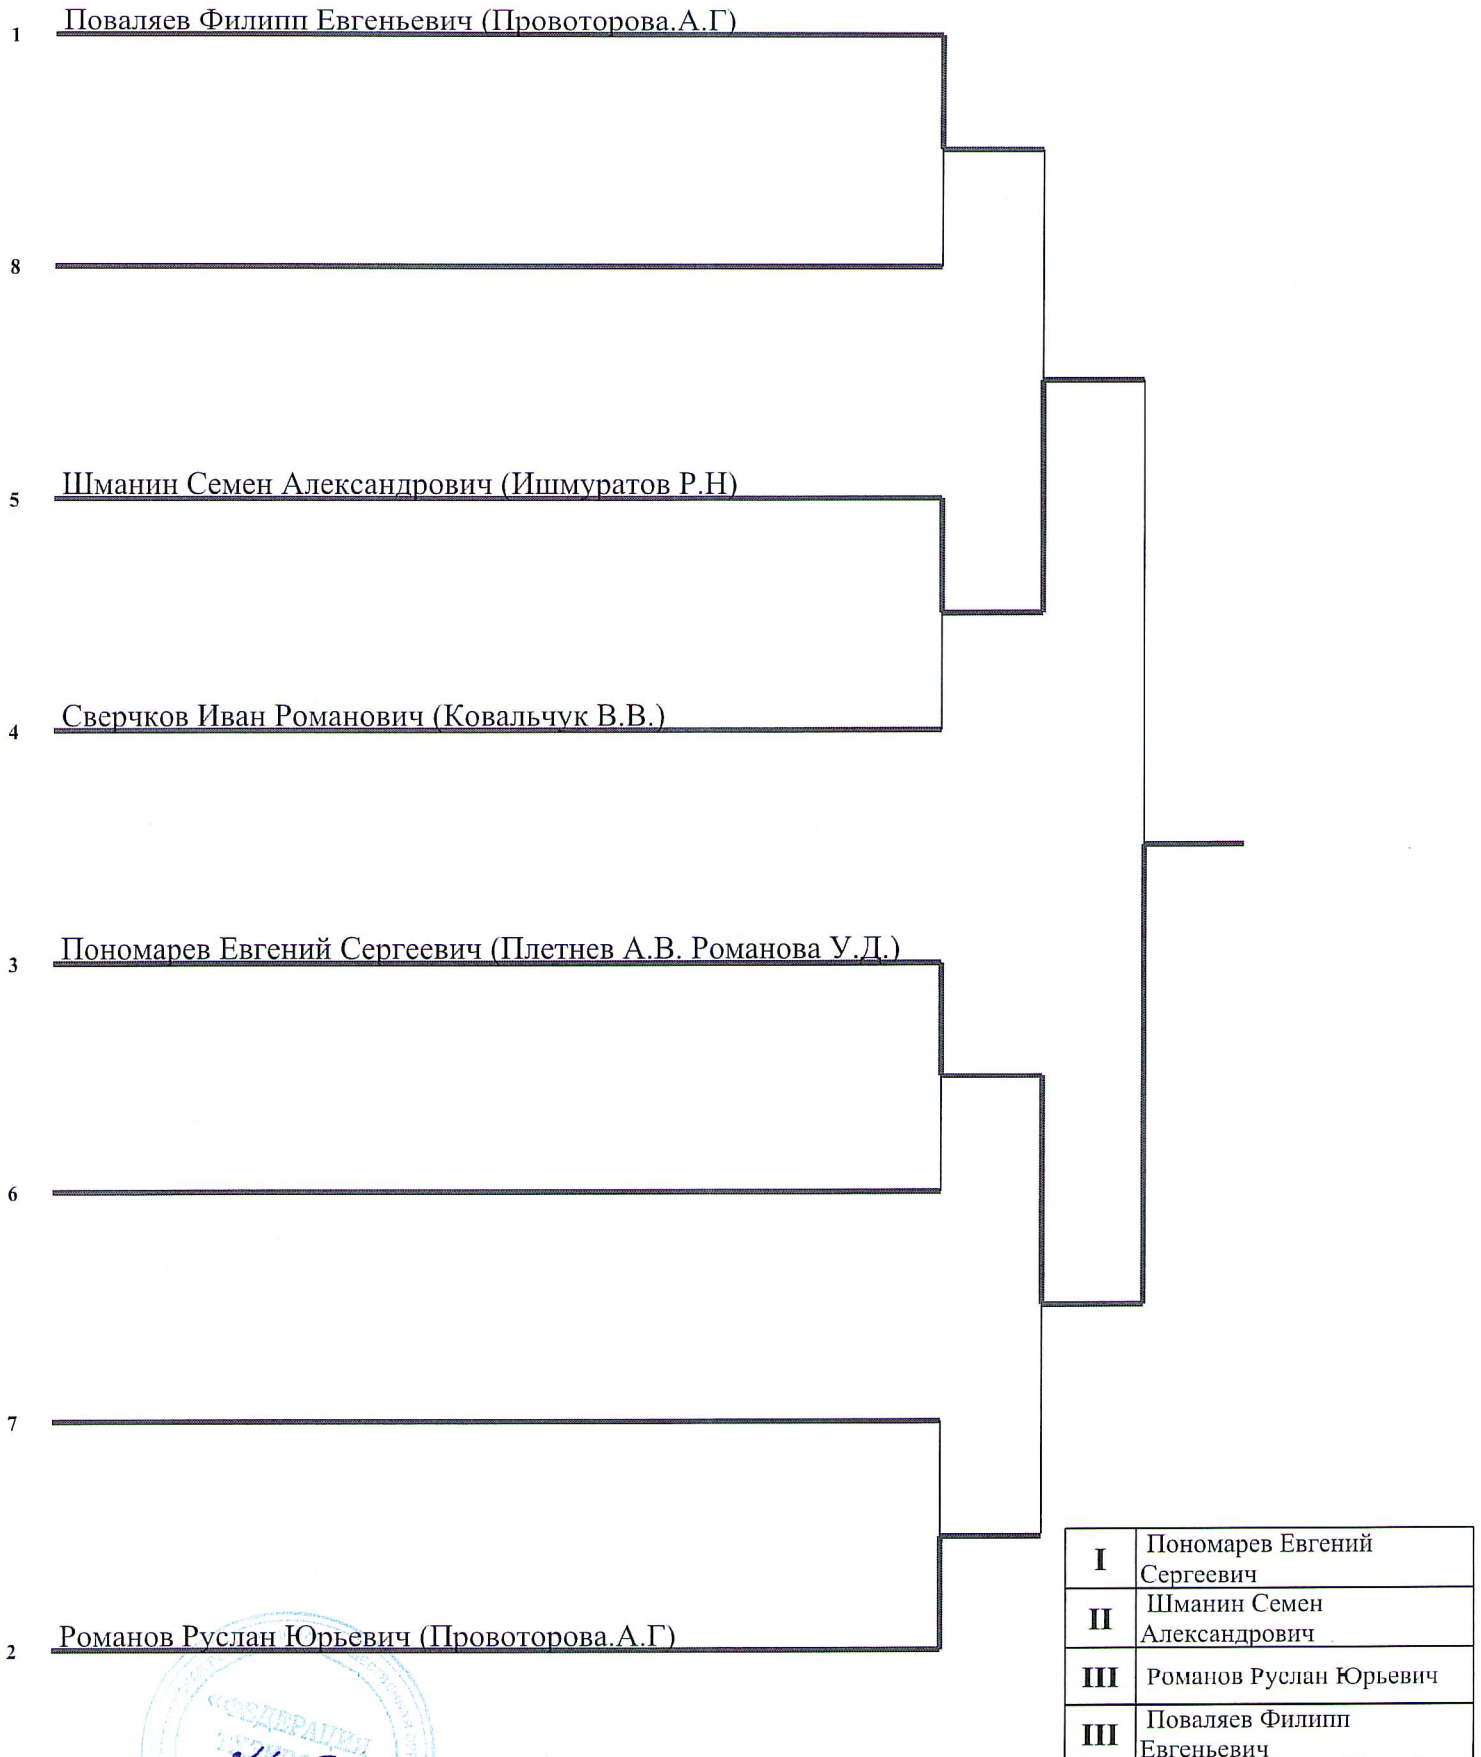 1 Поваляев Филипп Евгеньевич (Провоторова.А.Г)
8
5 Шманин Семен Александрович (Ишмуратов Р.Н)
4 Сверчков Иван Романович (Ковальчук В.В.)
3 Пономарев Евгений Сергеевич (Плетнев А.В. Романова У.Д.)
6
7
2 Романов Руслан Юрьевич (Провоторова.А.Г)
I Пономарев Евгений
Сергеевич
II Шманин Семен
Александрович
III Романов Руслан Юрьевич
III Поваляев Филипп
Евгеньевич
«ФЕДЕРАЦИЯ